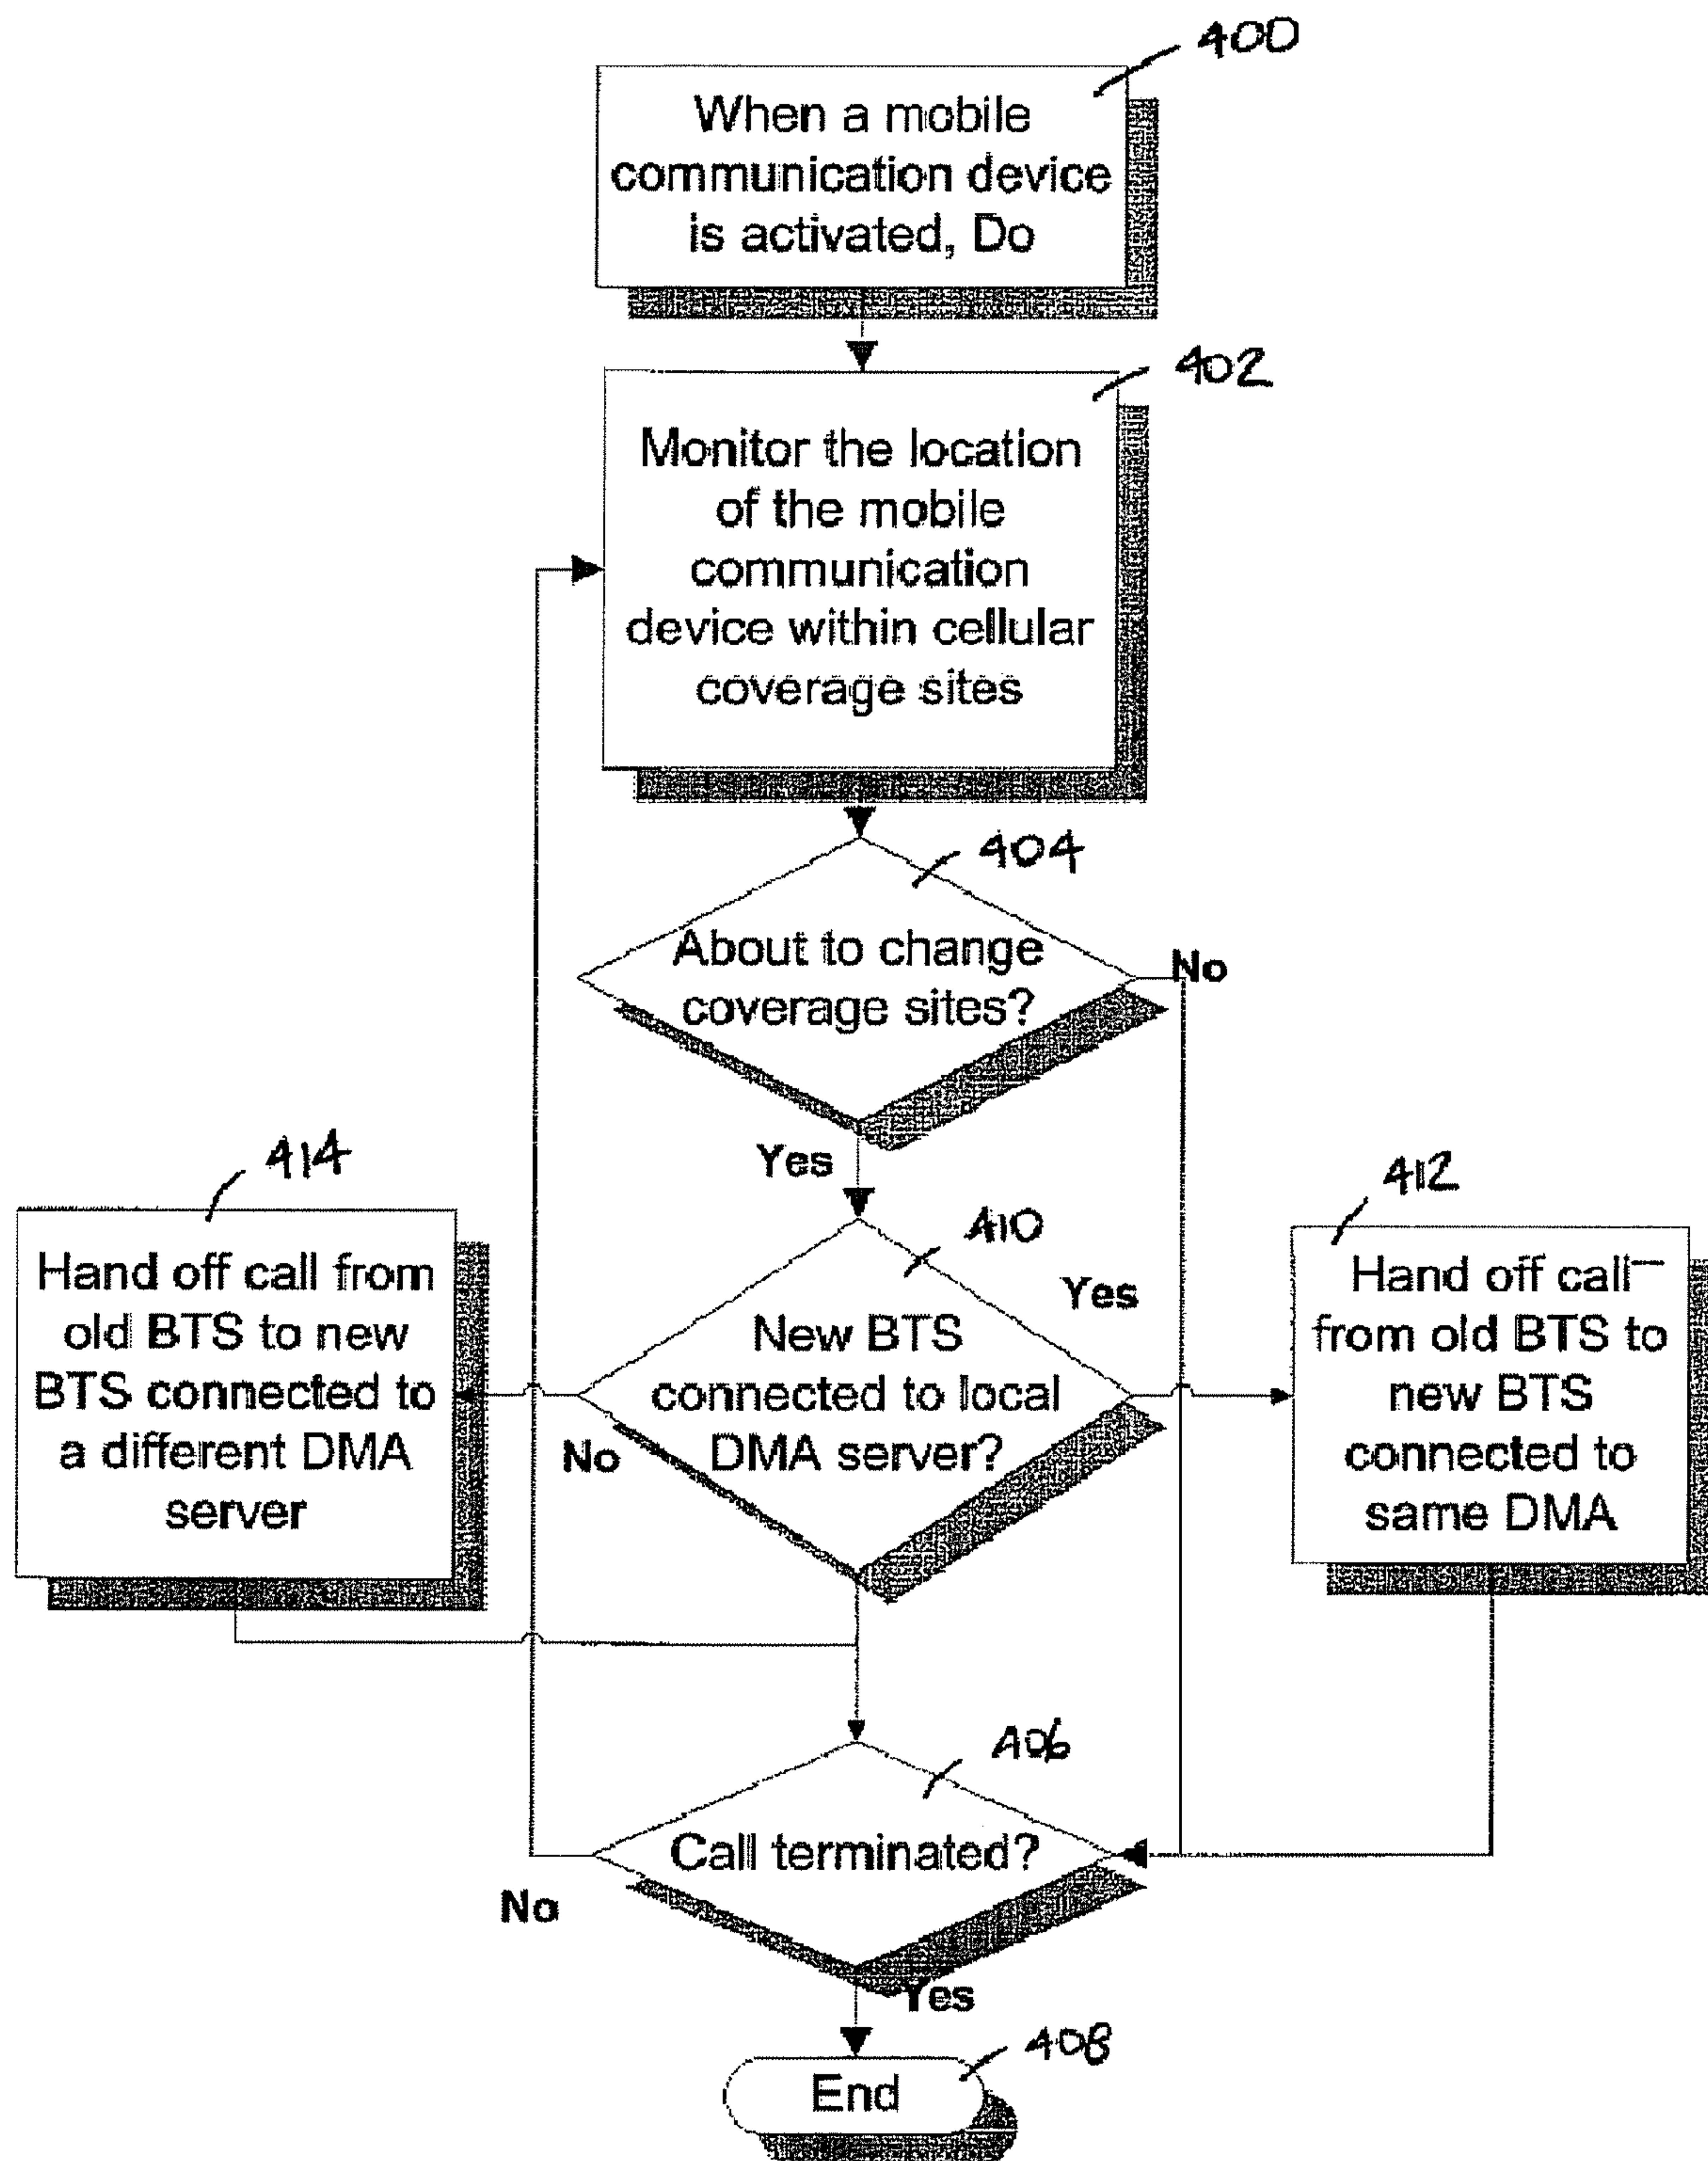 400
When a mobile
communication device
is activated, Do
402
Monitor the location
of the mobile
communication
device within cellular
coverage sites
404
About to change
coverage sites?
No
Yes
414
Hand off call from
old BTS to new
BTS connected to
a different DMA
server
410
New BTS
connected to local
DMA server?
Yes
No
412
Hand off call
from old BTS to
new BTS
connected to
same DMA
406
Call terminated?
No
Yes
408
End